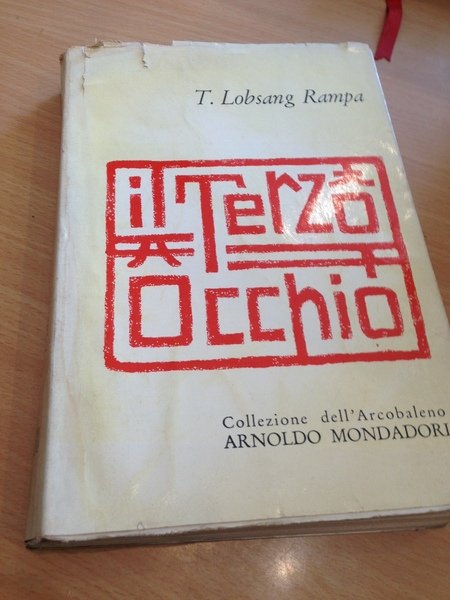 T. Lobsang Rampa
il Terzo
Occhio
Collezione dell'Arcobaleno
ARNOLDO MONDADORI